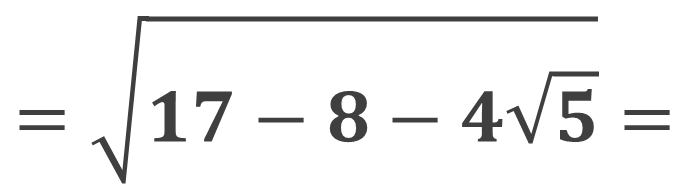 = √(17 − 8 − 4√5) =